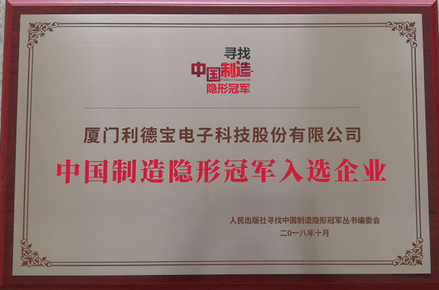 寻找
中国制造
隐形冠军
厦门利德宝电子科技股份有限公司
中国制造隐形冠军入选企业
人民出版社寻找中国制造隐形冠军丛书编委会
二〇一八年十月